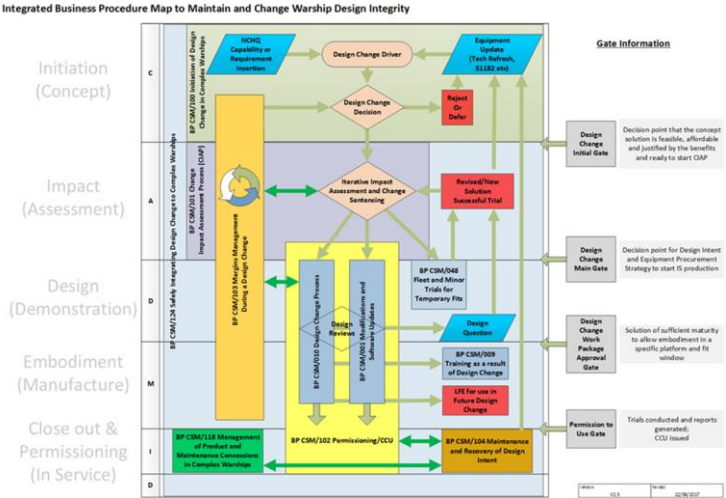 Integrated Business Procedure Map to Maintain and Change Warship Design Integrity
Initiation
(Concept)
Impact
(Assessment)
Design
(Demonstration)
Embodiment
(Manufacture)
Close out &
Permissioning
(In Service)
C
A
D
M
I
D
BP CSM/124 Safely Integrating Design Change to Complex Warships
BP CSM/100 Initiation of Design
Change in Complex Warships
BP CSM/101 Change
Impact Assessment Process [CIAP]
BP CSM/103 Margins Management
During a Design Change
NCHQ
Capability or
Requirement
Insertion
Design Change Driver
Equipment
Update
(Tech Refresh,
S1182 etc)
Design Change
Decision
Reject
Or
Defer
Iterative Impact
Assessment and Change
Sentencing
Revised/New
Solution
Successful Trial
BP CSM/048
Fleet and Minor
Trials for
Temporary Fits
BP CSM/010 Design Change Process
BP CSM/001 Modifications and
Software Updates
Design
Reviews
Design
Question
BP CSM/009
Training as a result
of Design Change
LFE for use in
Future Design
Change
BP CSM/118 Management
of Product and
Maintenance Concessions
in Complex Warships
BP CSM/102 Permissioning/CCU
BP CSM/104 Maintenance
and Recovery of Design
Intent
Gate Information
Design
Change
Initial Gate
Decision point that the concept
solution is feasible, affordable
and justified by the benefits
and ready to start CIAP
Design
Change
Main Gate
Decision point for Design Intent
and Equipment Procurement
Strategy to start IS production
Design
Change
Work
Package
Approval
Gate
Solution of sufficient maturity
to allow embodiment in a
specific platform and fit
window
Permission to
Use Gate
Trials conducted and reports
generated;
CCU issued
22/06/2017